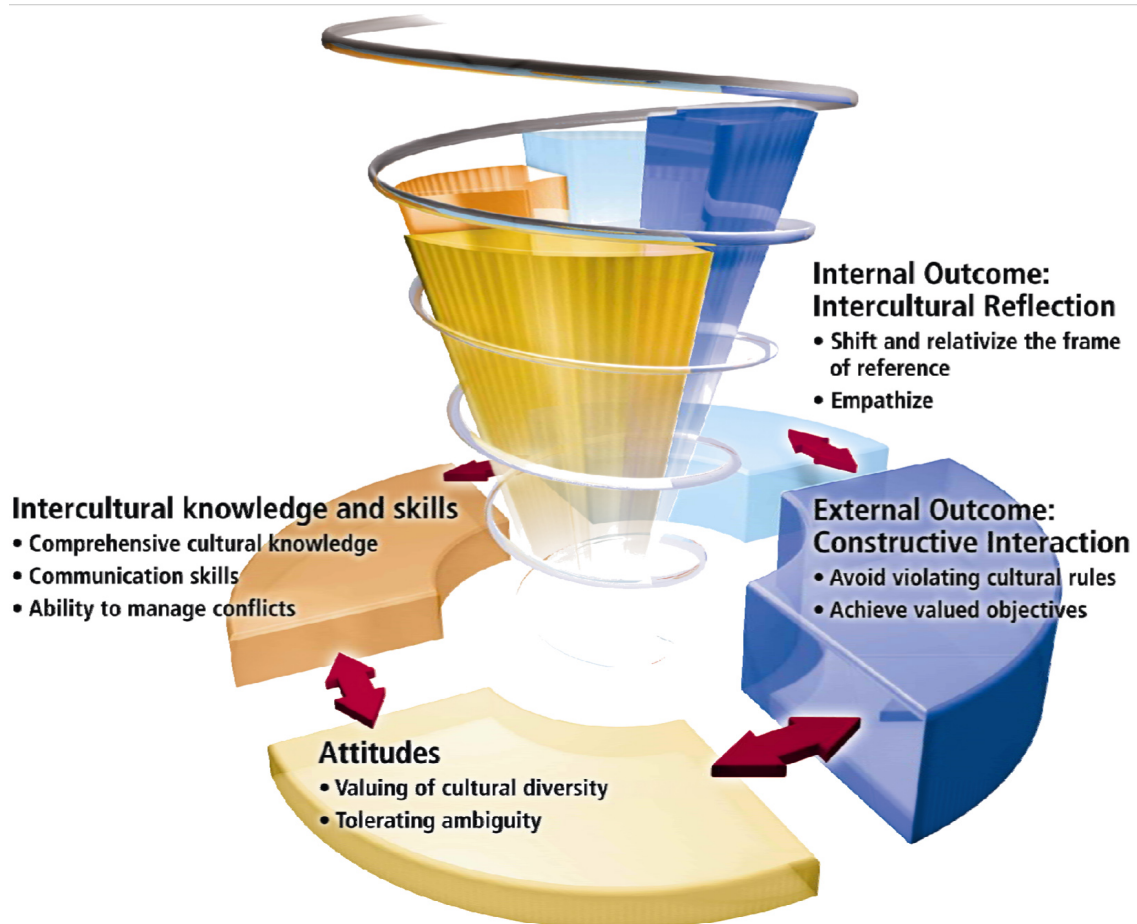 Internal Outcome:
Intercultural Reflection
• Shift and relativize the frame
of reference
• Empathize
Intercultural knowledge and skills
• Comprehensive cultural knowledge
• Communication skills
• Ability to manage conflicts
External Outcome:
Constructive Interaction
• Avoid violating cultural rules
• Achieve valued objectives
Attitudes
• Valuing of cultural diversity
• Tolerating ambiguity